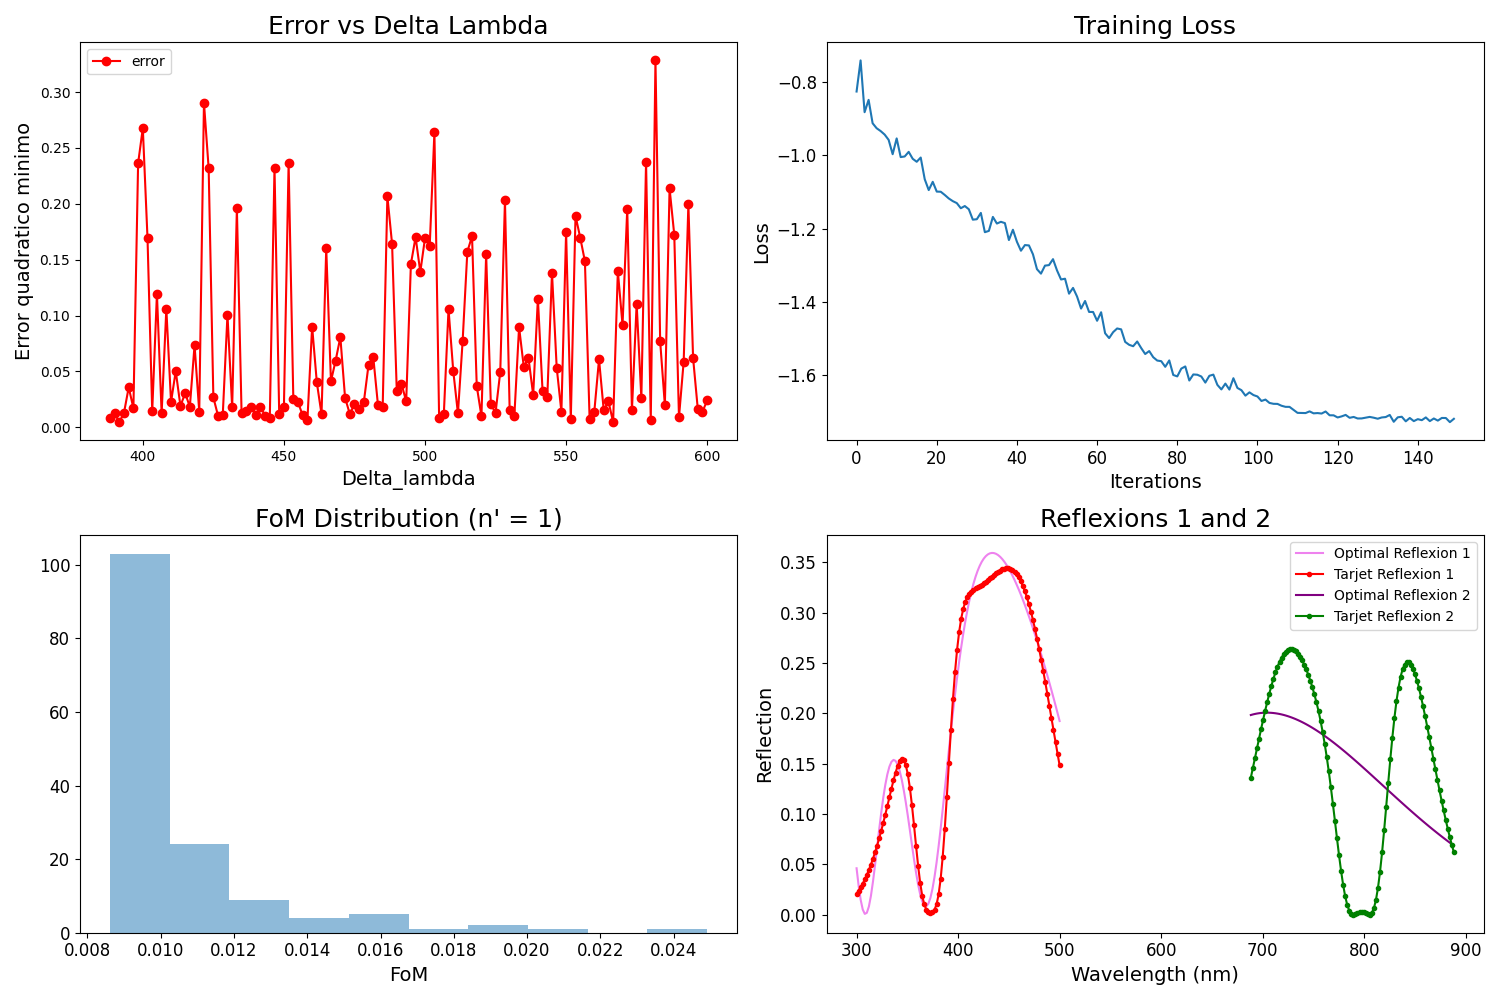 Error vs Delta Lambda
error
Error quadratico minimo
0.30
0.25
0.20
0.15
0.10
0.05
0.00
400 450 500 550 600
Delta_lambda
Training Loss
Loss
−0.8
−1.0
−1.2
−1.4
−1.6
0 20 40 60 80 100 120 140
Iterations
FoM Distribution (n' = 1)
100
80
60
40
20
0
0.008 0.010 0.012 0.014 0.016 0.018 0.020 0.022 0.024
FoM
Reflexions 1 and 2
Optimal Reflexion 1
Tarjet Reflexion 1
Optimal Reflexion 2
Tarjet Reflexion 2
Reflection
0.35
0.30
0.25
0.20
0.15
0.10
0.05
0.00
300 400 500 600 700 800 900
Wavelength (nm)